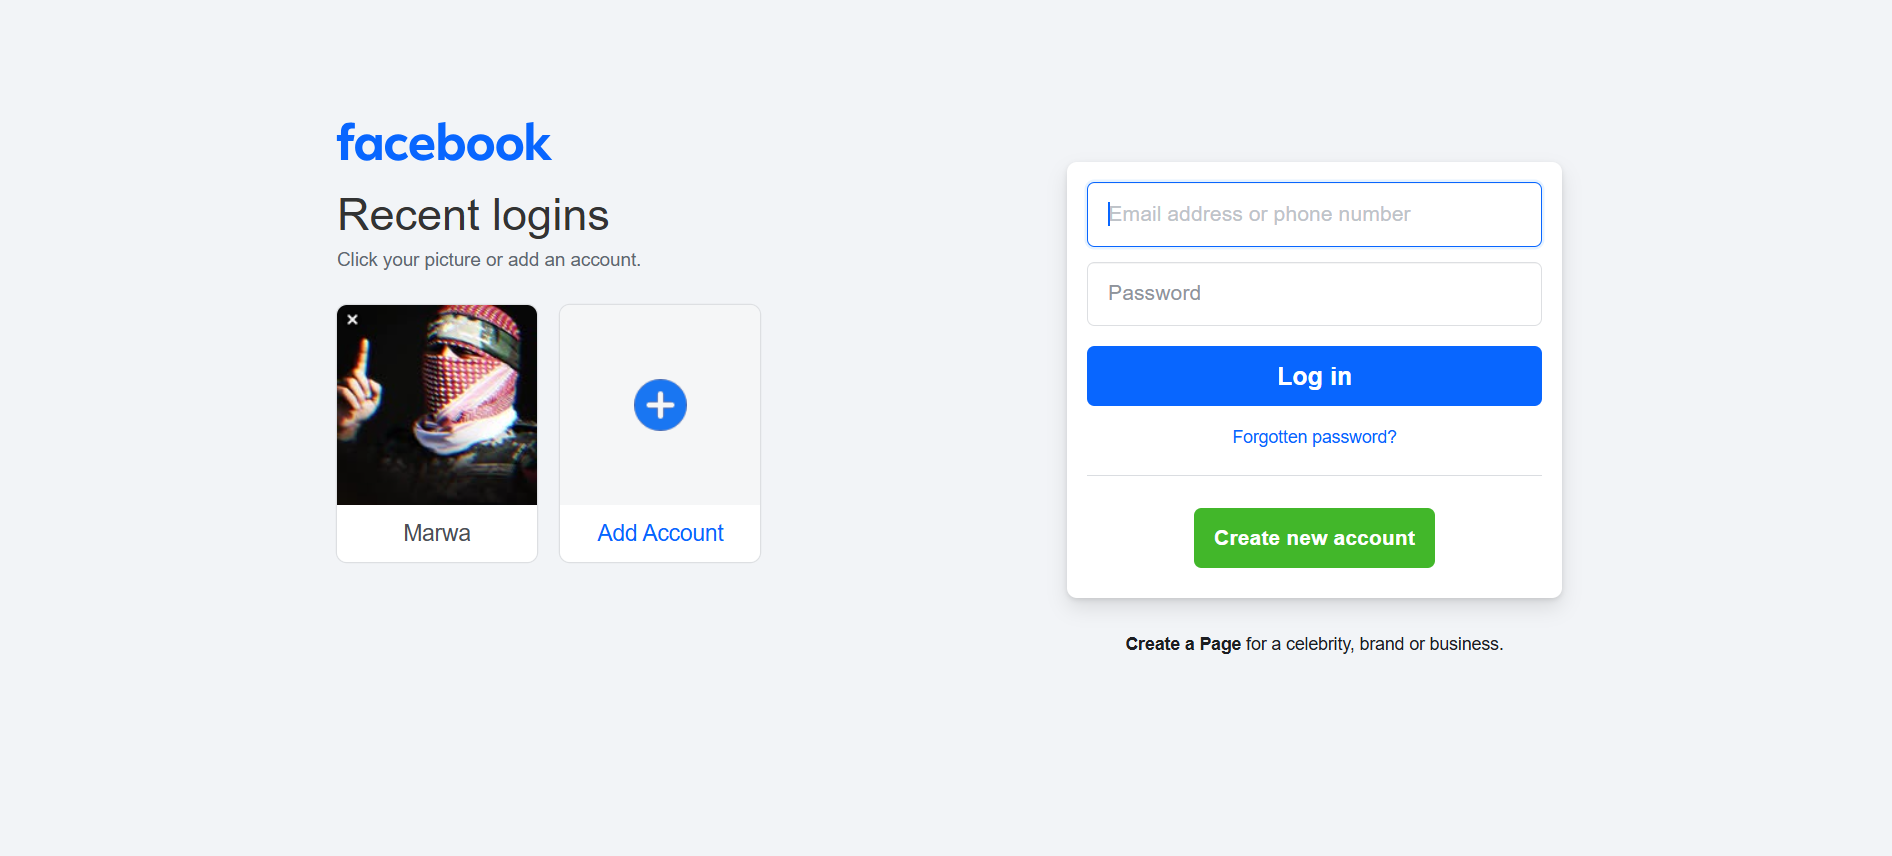 facebook
Recent logins
Click your picture or add an account.
Marwa
Add Account
Email address or phone number
Password
Log in
Forgotten password?
Create new account
Create a Page for a celebrity, brand or business.